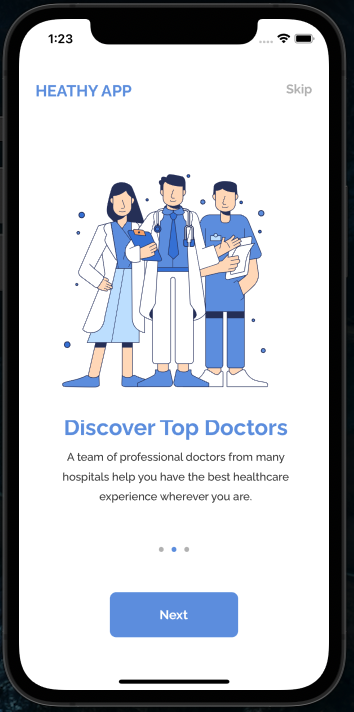 1:23
HEATHY APP
Skip
Discover Top Doctors
A team of professional doctors from many
hospitals help you have the best healthcare
experience wherever you are.
Next